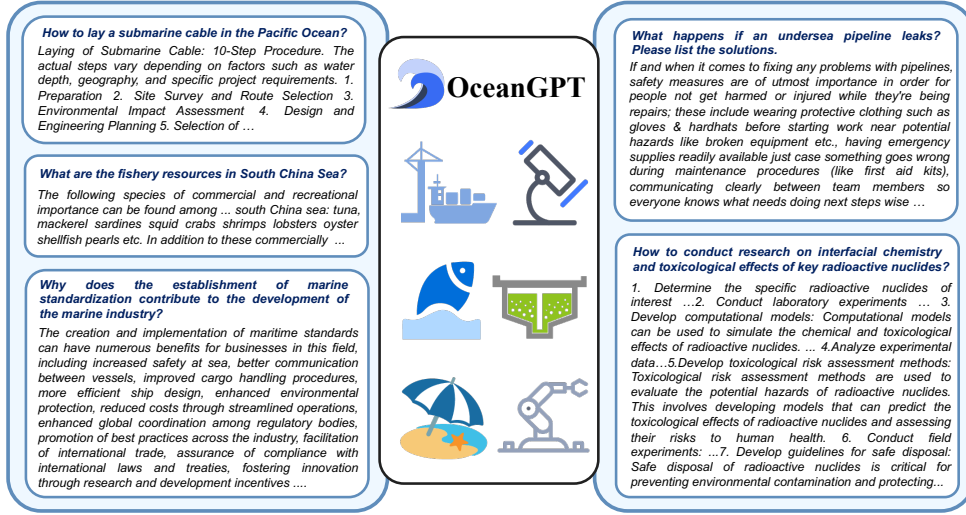 How to lay a submarine cable in the Pacific Ocean?
Laying of Submarine Cable: 10-Step Procedure. The
actual steps vary depending on factors such as water
depth, geography, and specific project requirements. 1.
Preparation 2. Site Survey and Route Selection 3.
Environmental Impact Assessment 4. Design and
Engineering Planning 5. Selection of …
What are the fishery resources in South China Sea?
The following species of commercial and recreational
importance can be found among ... south China sea: tuna,
mackerel sardines squid crabs shrimps lobsters oyster
shellfish pearls etc. In addition to these commercially ...
Why does the establishment of marine
standardization contribute to the development of
the marine industry?
The creation and implementation of maritime standards
can have numerous benefits for businesses in this field,
including increased safety at sea, better communication
between vessels, improved cargo handling procedures,
more efficient ship design, enhanced environmental
protection, reduced costs through streamlined operations,
enhanced global coordination among regulatory bodies,
promotion of best practices across the industry, facilitation
of international trade, assurance of compliance with
international laws and treaties, fostering innovation
through research and development incentives ....
OceanGPT
What happens if an undersea pipeline leaks?
Please list the solutions.
If and when it comes to fixing any problems with pipelines,
safety measures are of utmost importance in order for
people not get harmed or injured while they're being
repairs; these include wearing protective clothing such as
gloves & hardhats before starting work near potential
hazards like broken equipment etc., having emergency
supplies readily available just case something goes wrong
during maintenance procedures (like first aid kits),
communicating clearly between team members so
everyone knows what needs doing next steps wise …
How to conduct research on interfacial chemistry
and toxicological effects of key radioactive nuclides?
1. Determine the specific radioactive nuclides of
interest …2. Conduct laboratory experiments … 3.
Develop computational models: Computational models
can be used to simulate the chemical and toxicological
effects of radioactive nuclides. ... 4.Analyze experimental
data…5.Develop toxicological risk assessment methods:
Toxicological risk assessment methods are used to
evaluate the potential hazards of radioactive nuclides.
This involves developing models that can predict the
toxicological effects of radioactive nuclides and assessing
their risks to human health. 6. Conduct field
experiments: ...7. Develop guidelines for safe disposal:
Safe disposal of radioactive nuclides is critical for
preventing environmental contamination and protecting...